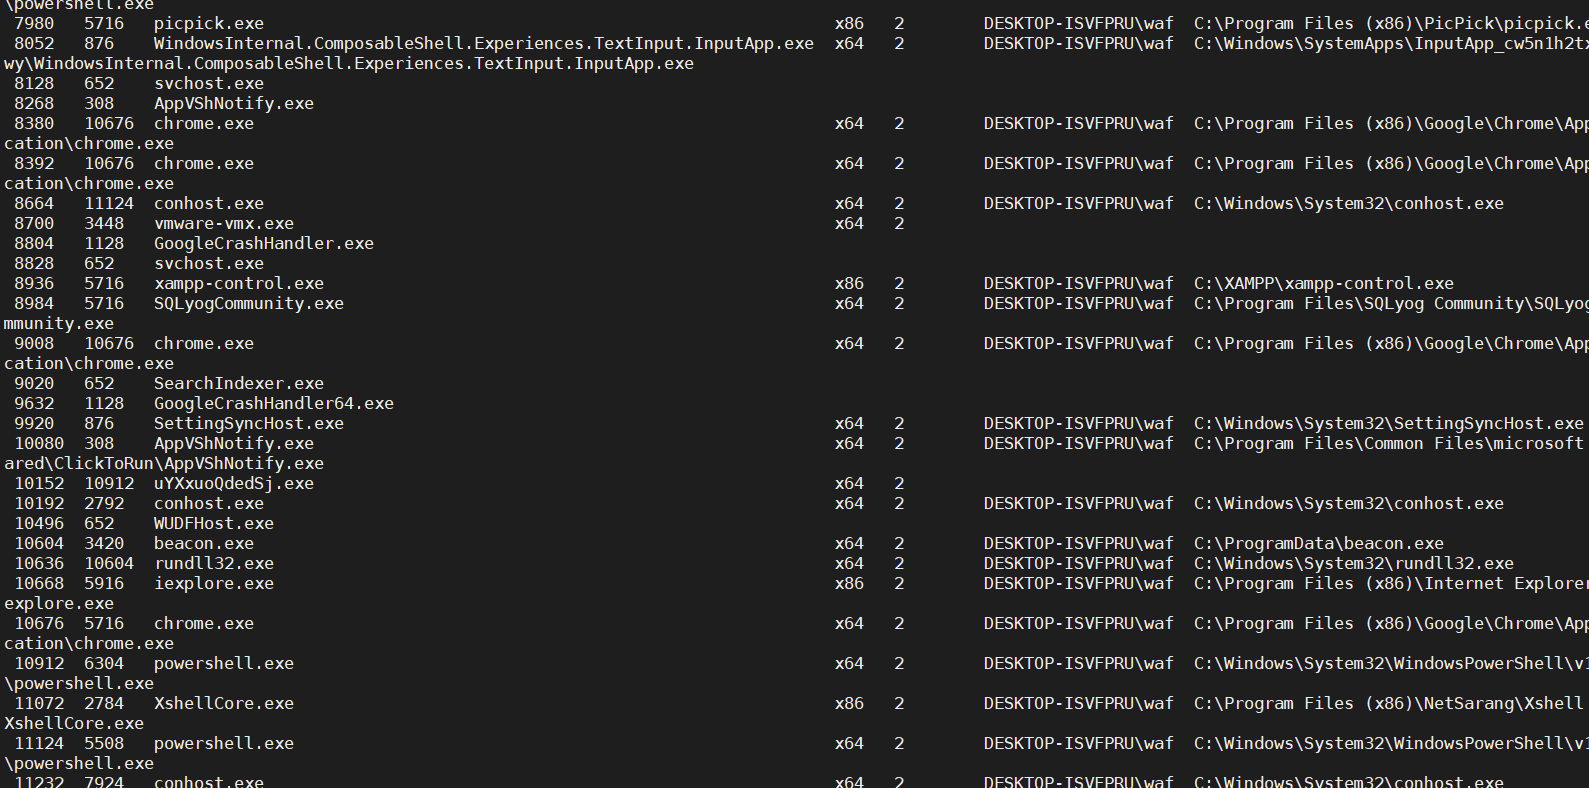 \powershell.exe
7980 5716 picpick.exe x86 2 DESKTOP-ISVFPRU\waf C:\Program Files (x86)\PicPick\picpick.e
8052 876 WindowsInternal.ComposableShell.Experiences.TextInput.InputApp.exe x64 2 DESKTOP-ISVFPRU\waf C:\Windows\SystemApps\InputApp_cw5n1h2tx
wy\WindowsInternal.ComposableShell.Experiences.TextInput.InputApp.exe
8128 652 svchost.exe
8268 308 AppVShNotify.exe
8380 10676 chrome.exe x64 2 DESKTOP-ISVFPRU\waf C:\Program Files (x86)\Google\Chrome\App
cation\chrome.exe
8392 10676 chrome.exe x64 2 DESKTOP-ISVFPRU\waf C:\Program Files (x86)\Google\Chrome\App
cation\chrome.exe
8664 11124 conhost.exe x64 2 DESKTOP-ISVFPRU\waf C:\Windows\System32\conhost.exe
8700 3448 vmware-vmx.exe x64 2
8804 1128 GoogleCrashHandler.exe
8828 652 svchost.exe
8936 5716 xampp-control.exe x86 2 DESKTOP-ISVFPRU\waf C:\XAMPP\xampp-control.exe
8984 5716 SQLyogCommunity.exe x64 2 DESKTOP-ISVFPRU\waf C:\Program Files\SQLyog Community\SQLyog
mmunity.exe
9008 10676 chrome.exe x64 2 DESKTOP-ISVFPRU\waf C:\Program Files (x86)\Google\Chrome\App
cation\chrome.exe
9020 652 SearchIndexer.exe
9632 1128 GoogleCrashHandler64.exe
9920 876 SettingSyncHost.exe x64 2 DESKTOP-ISVFPRU\waf C:\Windows\System32\SettingSyncHost.exe
10080 308 AppVShNotify.exe x64 2 DESKTOP-ISVFPRU\waf C:\Program Files\Common Files\microsoft
ared\ClickToRun\AppVShNotify.exe
10152 10912 uYXxuoQdedSj.exe x64 2
10192 2792 conhost.exe x64 2 DESKTOP-ISVFPRU\waf C:\Windows\System32\conhost.exe
10496 652 WUDFHost.exe
10604 3420 beacon.exe x64 2 DESKTOP-ISVFPRU\waf C:\ProgramData\beacon.exe
10636 10604 rundll32.exe x64 2 DESKTOP-ISVFPRU\waf C:\Windows\System32\rundll32.exe
10668 5916 iexplore.exe x86 2 DESKTOP-ISVFPRU\waf C:\Program Files (x86)\Internet Explorer
explore.exe
10676 5716 chrome.exe x64 2 DESKTOP-ISVFPRU\waf C:\Program Files (x86)\Google\Chrome\App
cation\chrome.exe
10912 6304 powershell.exe x64 2 DESKTOP-ISVFPRU\waf C:\Windows\System32\WindowsPowerShell\v1
\powershell.exe
11072 2784 XshellCore.exe x86 2 DESKTOP-ISVFPRU\waf C:\Program Files (x86)\NetSarang\Xshell
XshellCore.exe
11124 5508 powershell.exe x64 2 DESKTOP-ISVFPRU\waf C:\Windows\System32\WindowsPowerShell\v1
\powershell.exe
11232 7924 conhost.exe x64 2 DESKTOP-ISVFPRU\waf C:\Windows\System32\conhost.exe